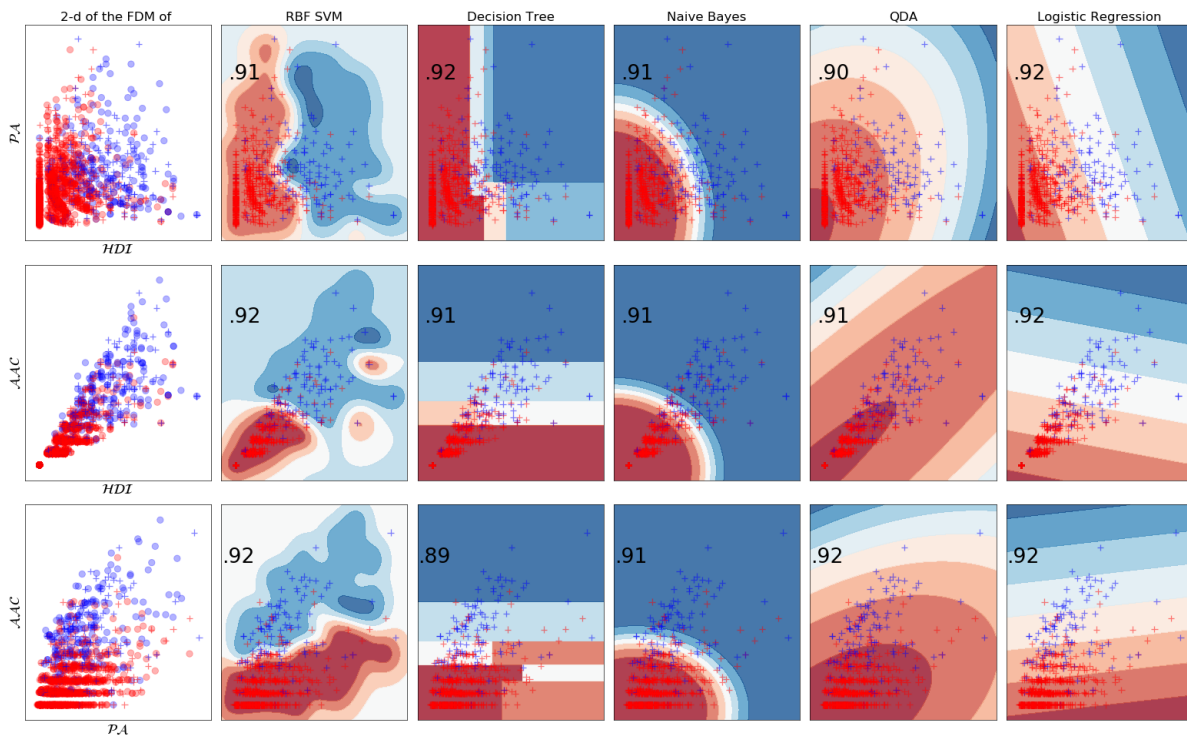 2-d of the FDM of RBF SVM Decision Tree Naive Bayes QDA Logistic Regression
.91 .92 .91 .90 .92
PA
HDI
.92 .91 .91 .91 .92
AAC
HDI
.92 .89 .91 .92 .92
AAC
PA